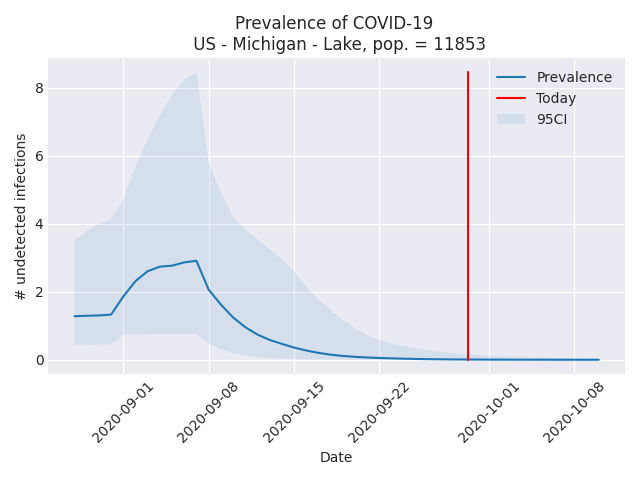 Prevalence of COVID-19
US - Michigan - Lake, pop. = 11853
Prevalence
Today
95CI
# undetected infections
8
6
4
2
0
2020-09-01
2020-09-08
2020-09-15
2020-09-22
2020-10-01
2020-10-08
Date